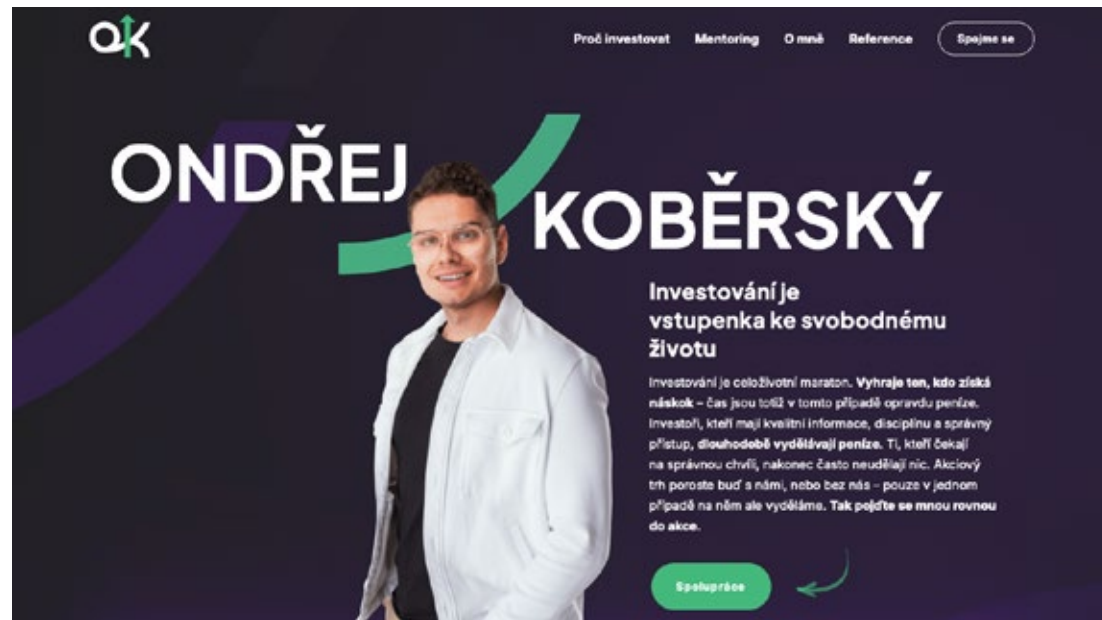 OK
Proč investovat Mentoring O mně Reference Spojme se
ONDŘEJ
KOBĚRSKÝ
Investování je
vstupenka ke svobodnému
životu
Investování je celoživotní maraton. Vyhraje ten, kdo získá
náskok – čas jsou totiž v tomto případě opravdu peníze.
Investoři, kteří mají kvalitní informace, disciplínu a správný
přístup, dlouhodobě vydělávají peníze. Ti, kteří čekají
na správnou chvíli, nakonec často neudělají nic. Akciový
trh poroste buď s námi, nebo bez nás – pouze v jednom
případě na něm ale vyděláme. Tak pojďte se mnou rovnou
do akce.
Spolupráce